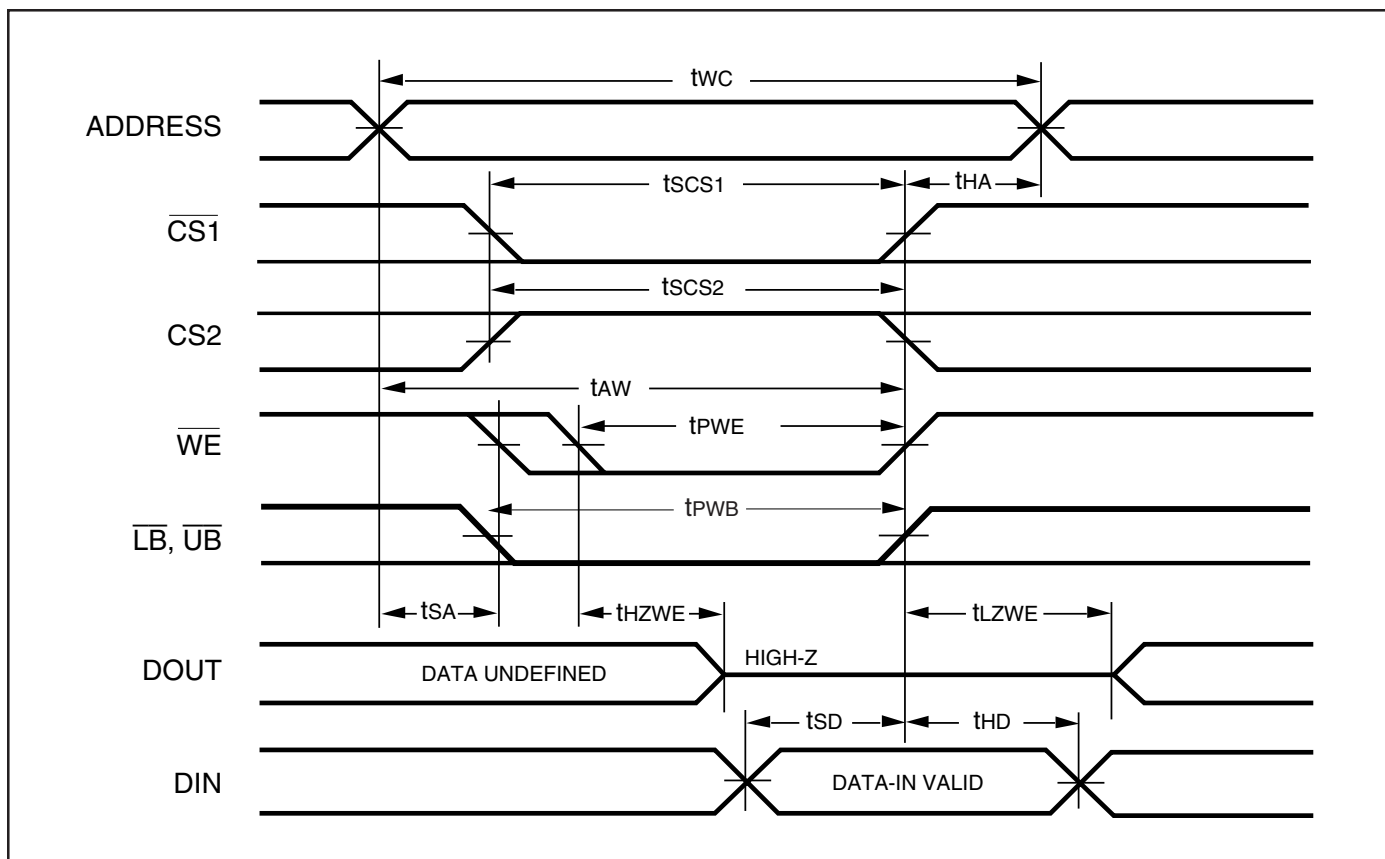 tWC
ADDRESS
tSCS1
tHA
CS1
tSCS2
CS2
tAW
tPWE
WE
tPWB
LB, UB
tSA
tHZWE
tLZWE
DOUT
DATA UNDEFINED
HIGH-Z
tSD
tHD
DIN
DATA-IN VALID